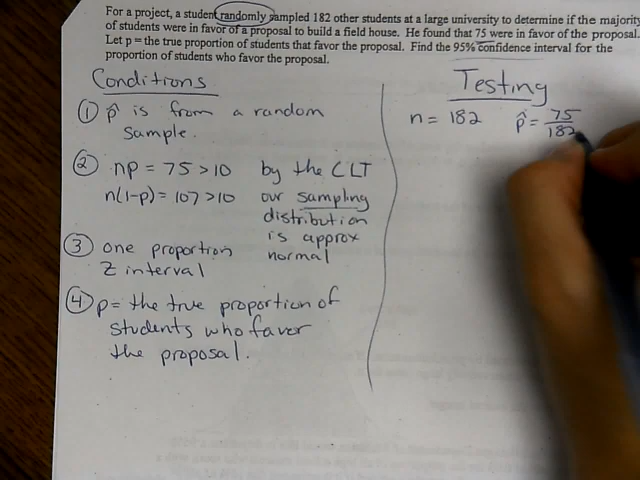 For a project, a student randomly sampled 182 other students at a large university to determine if the majority
of students were in favor of a proposal to build a field house. He found that 75 were in favor of the proposal.
Let p = the true proportion of students that favor the proposal. Find the 95% confidence interval for the
proportion of students who favor the proposal.
Conditions
① p̂ is from a random
sample.
② np = 75 > 10 by the CLT
n(1-p) = 107 > 10 our sampling
distribution
is approx
normal
③ one proportion
Z interval
④ p = the true proportion of
students who favor
the proposal.
Testing
n = 182 p̂ = 75/182